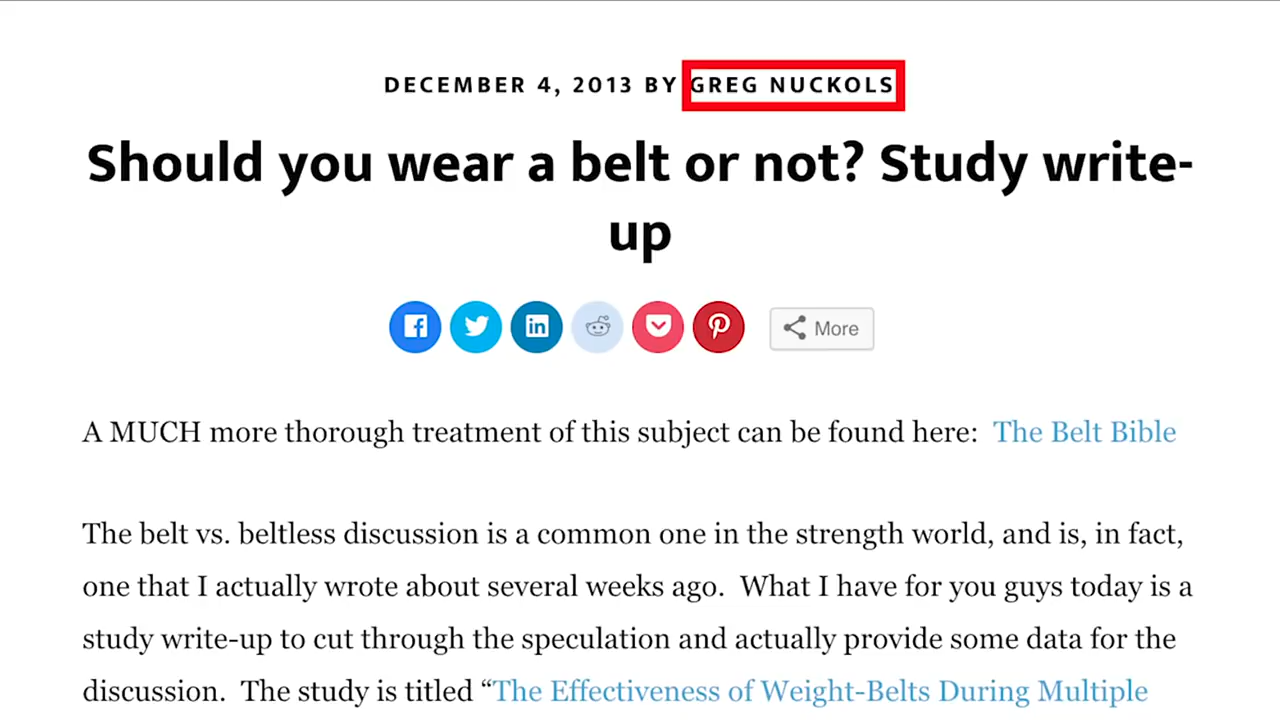 DECEMBER 4, 2013 BY GREG NUCKOLS
Should you wear a belt or not? Study write-
up
More
A MUCH more thorough treatment of this subject can be found here:  The Belt Bible
The belt vs. beltless discussion is a common one in the strength world, and is, in fact,
one that I actually wrote about several weeks ago.  What I have for you guys today is a
study write-up to cut through the speculation and actually provide some data for the
discussion.  The study is titled “The Effectiveness of Weight-Belts During Multiple